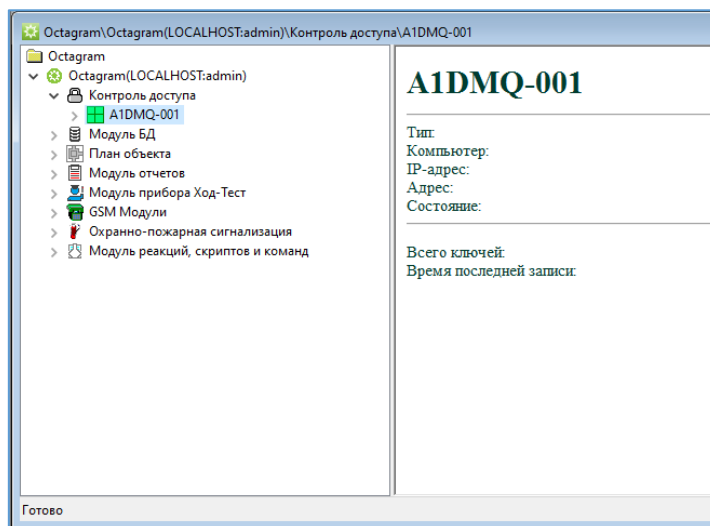 Octagram\Octagram(LOCALHOST:admin)\Контроль доступа\A1DMQ-001
Octagram
Octagram(LOCALHOST:admin)
Контроль доступа
A1DMQ-001
Модуль БД
План объекта
Модуль отчетов
Модуль прибора Ход-Тест
GSM Модули
Охранно-пожарная сигнализация
Модуль реакций, скриптов и команд
A1DMQ-001
Тип:
Компьютер:
IP-адрес:
Адрес:
Состояние:
Всего ключей:
Время последней записи:
Готово